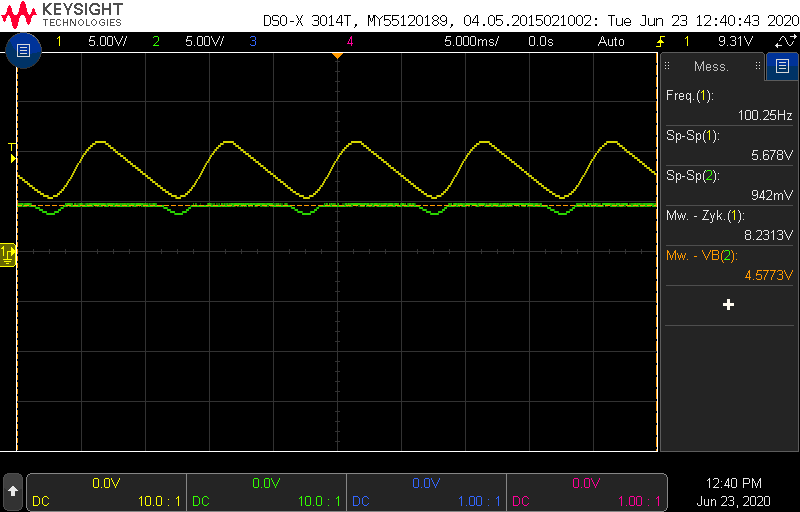 KEYSIGHT
TECHNOLOGIES
DSO-X 3014T, MY55120189, 04.05.2015021002: Tue Jun 23 12:40:43 2020
1 5.00V/ 2 5.00V/ 3 4 5.000ms/ 0.0s Auto 1 9.31V
Mess.
Freq.(1):
100.25Hz
Sp-Sp(1):
5.678V
Sp-Sp(2):
942mV
Mw. - Zyk.(1):
8.2313V
Mw. - VB(2):
4.5773V
T
1
0.0V 0.0V 0.0V 0.0V
DC 10.0 : 1 DC 10.0 : 1 DC 1.00 : 1 DC 1.00 : 1
12:40 PM
Jun 23, 2020